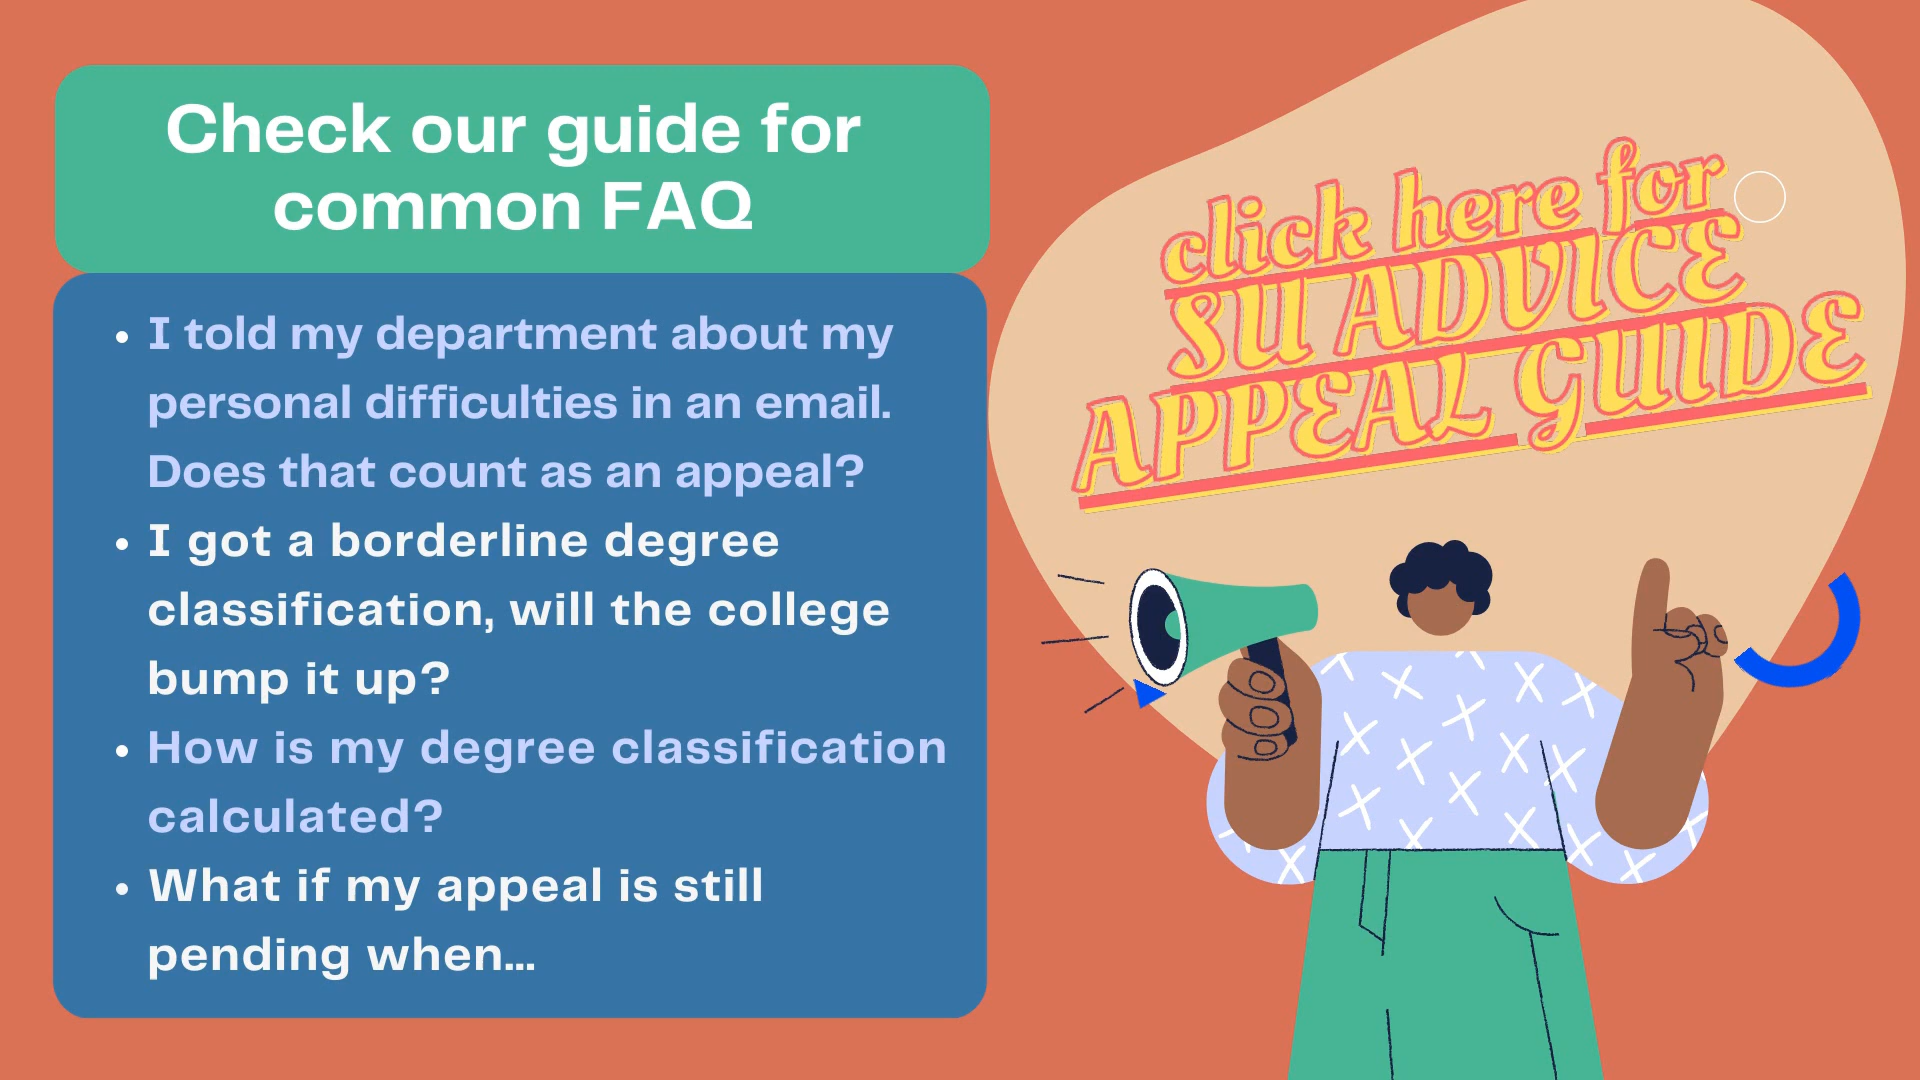 Check our guide for
common FAQ
• I told my department about my
personal difficulties in an email.
Does that count as an appeal?
• I got a borderline degree
classification, will the college
bump it up?
• How is my degree classification
calculated?
• What if my appeal is still
pending when...
click here for
SU ADVICE
APPEAL GUIDE